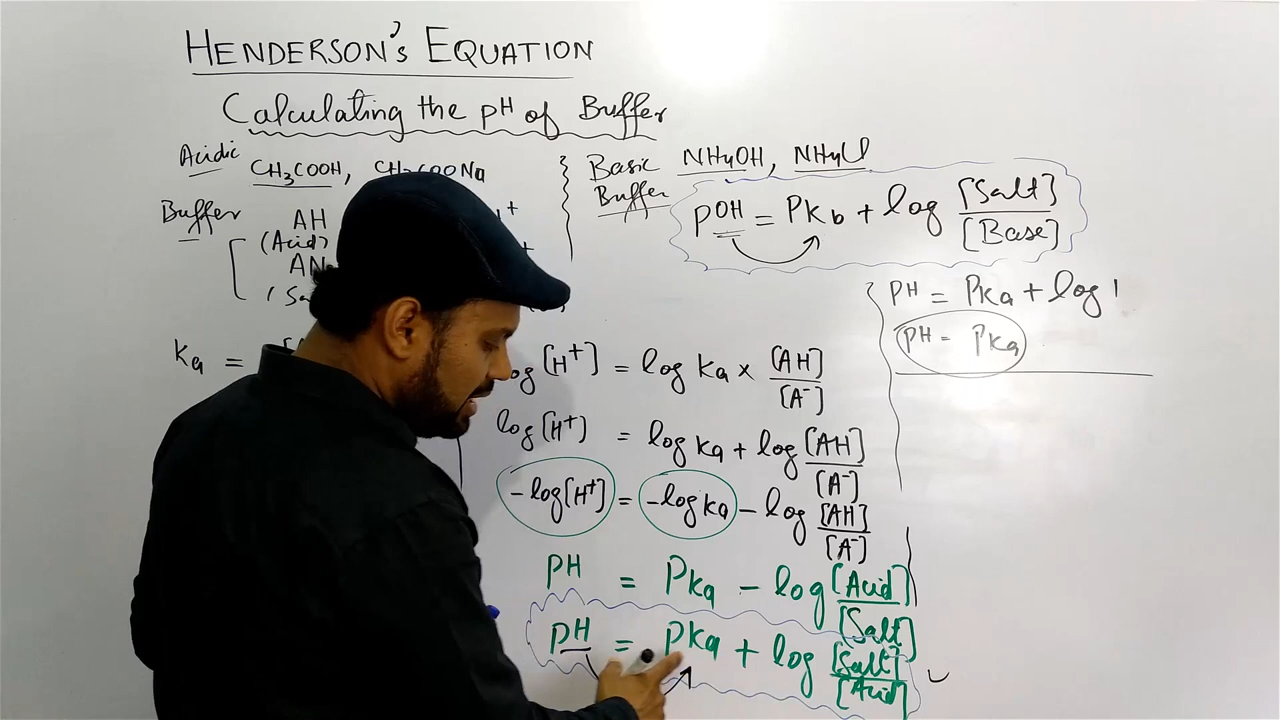 HENDERSON'S EQUATION
Calculating the pH of Buffer
Acidic CH3COOH, CH3COONa
Buffer
AH
(Acid)
AN
Ka =
log [H+] = log Ka x [AH]/[A-]
log [H+] = log Ka + log [AH]/[A-]
-log [H+] = -log Ka - log [AH]/[A-]
PH = PKa - log [Acid]/[Salt]
PH = PKa + log [Salt]/[Acid]
Basic NH4OH, NH4Cl
Buffer
POH = PKb + log [Salt]/[Base]
PH = PKa + log 1
PH = PKa